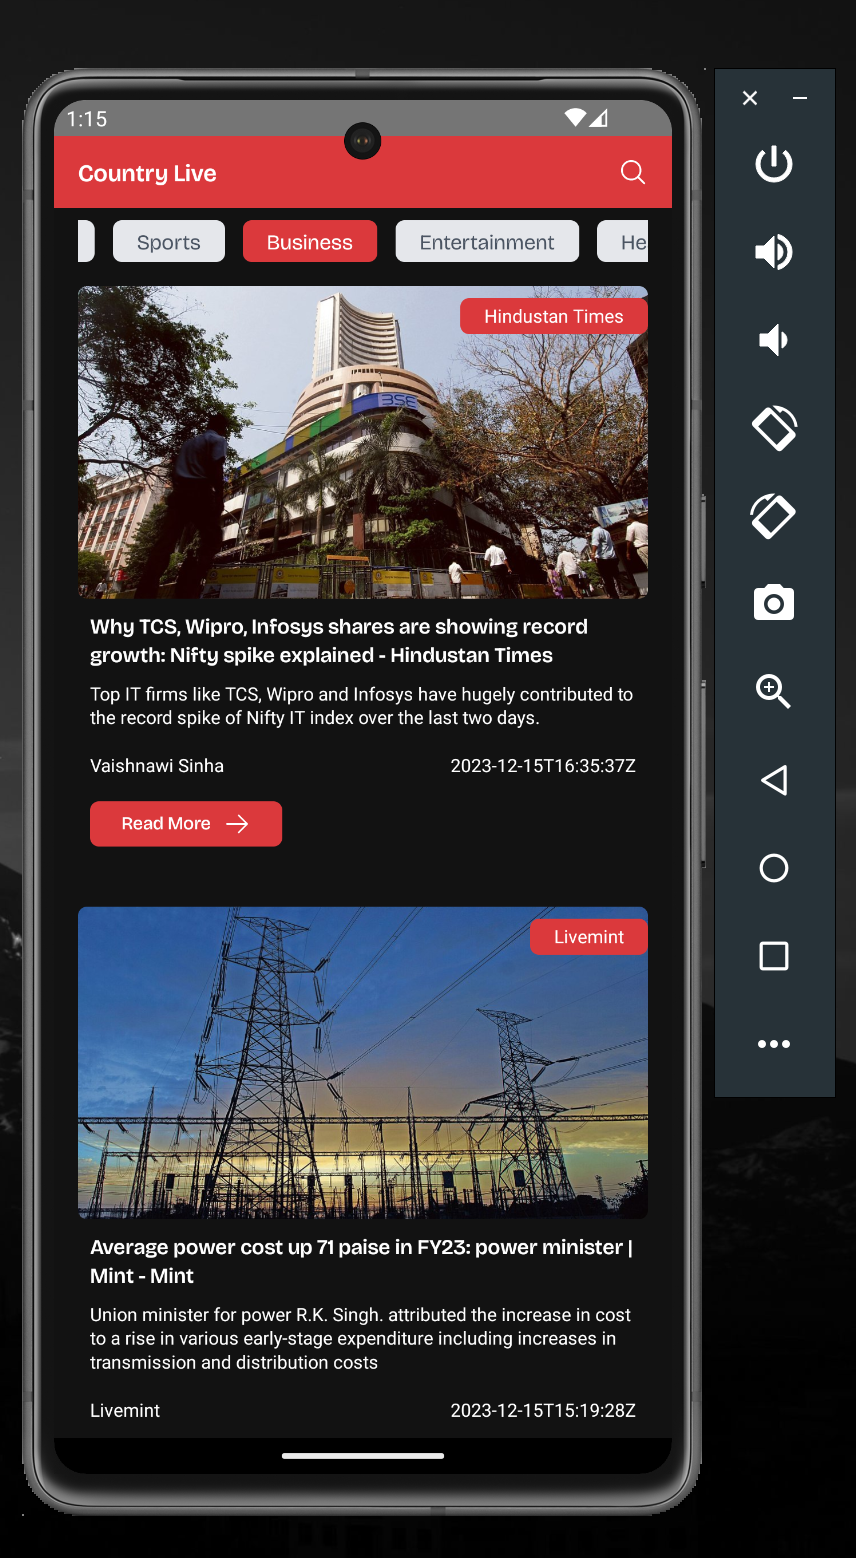 1:15
Country Live
Sports
Business
Entertainment
He
Hindustan Times
BSE
Why TCS, Wipro, Infosys shares are showing record
growth: Nifty spike explained - Hindustan Times
Top IT firms like TCS, Wipro and Infosys have hugely contributed to
the record spike of Nifty IT index over the last two days.
Vaishnawi Sinha
2023-12-15T16:35:37Z
Read More
Livemint
Average power cost up 71 paise in FY23: power minister |
Mint - Mint
Union minister for power R.K. Singh. attributed the increase in cost
to a rise in various early-stage expenditure including increases in
transmission and distribution costs
Livemint
2023-12-15T15:19:28Z